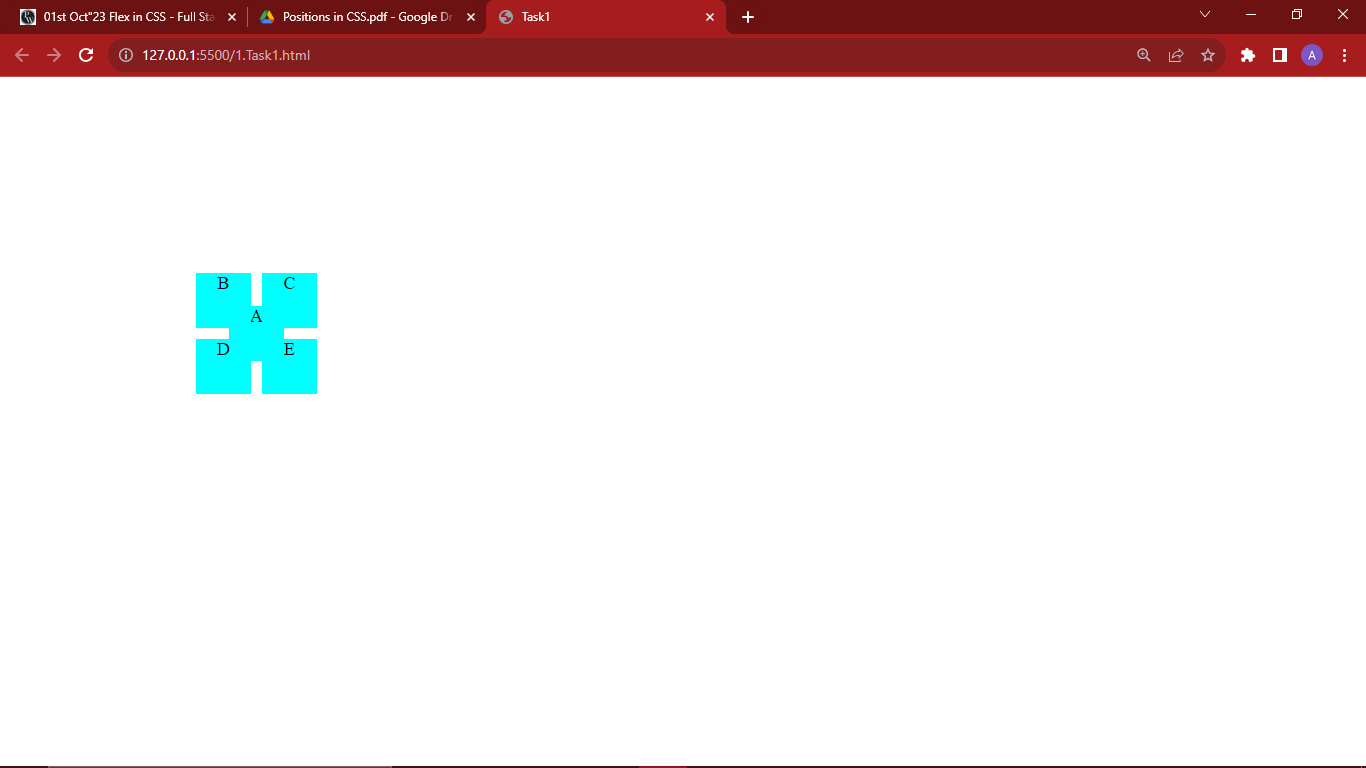 01st Oct"23 Flex in CSS - Full Sta
Positions in CSS.pdf - Google Dr
Task1
127.0.0.1:5500/1.Task1.html
A
B C
A
D E